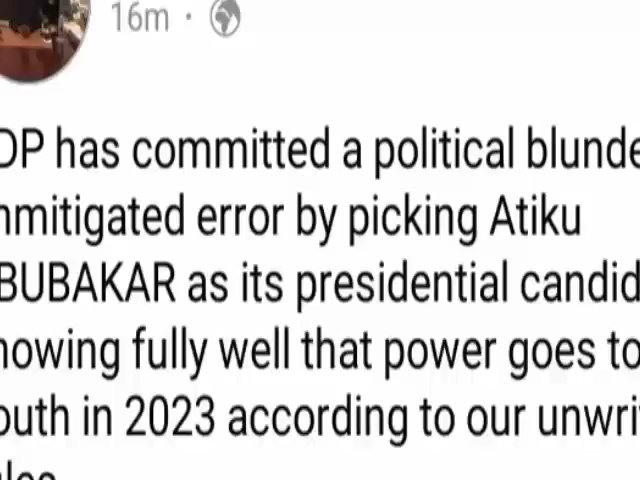 16m ·
DP has committed a political blunde
nmitigated error by picking Atiku
BUBAKAR as its presidential candid
nowing fully well that power goes to
outh in 2023 according to our unwri